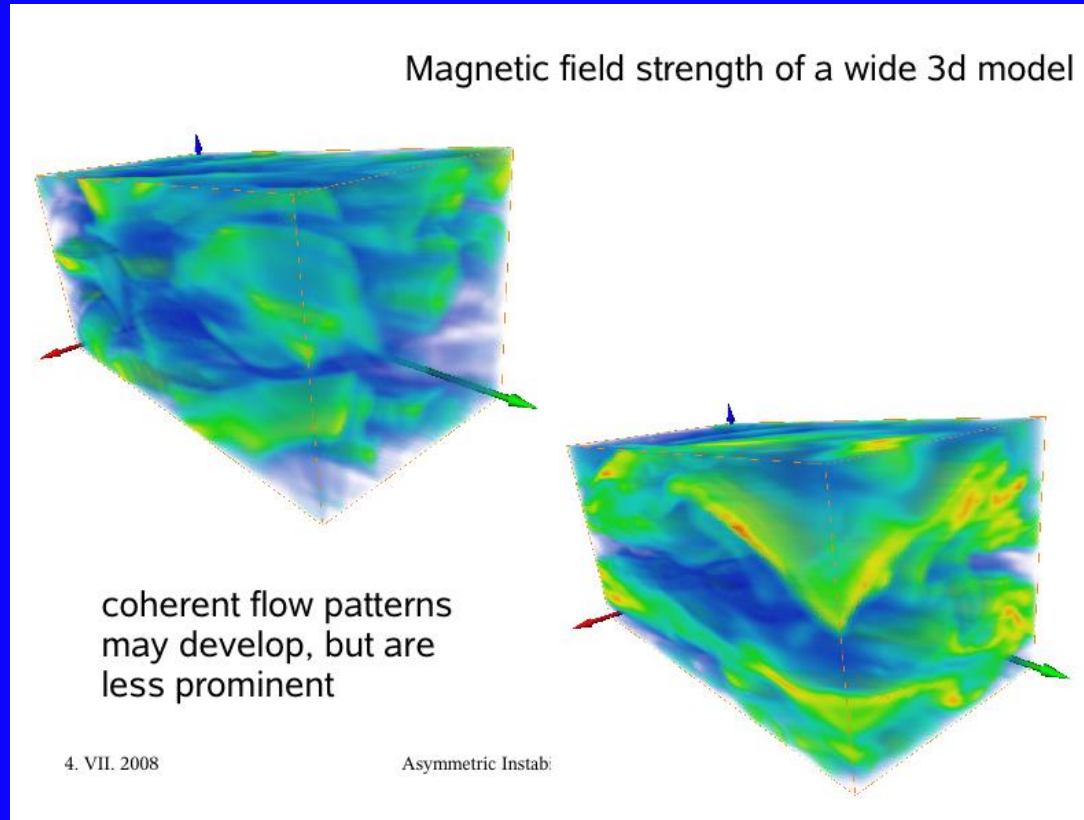 Magnetic field strength of a wide 3d model
coherent flow patterns
may develop, but are
less prominent
4. VII. 2008
Asymmetric